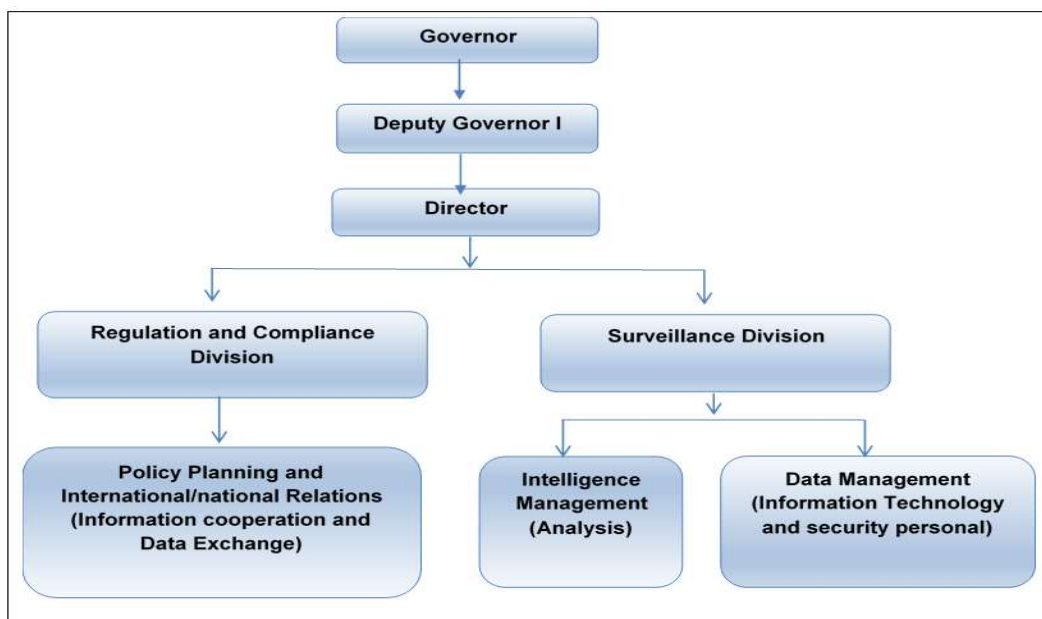 Governor
Deputy Governor I
Director
Regulation and Compliance
Division
Surveillance Division
Policy Planning and
International/national Relations
(Information cooperation and
Data Exchange)
Intelligence
Management
(Analysis)
Data Management
(Information Technology
and security personal)